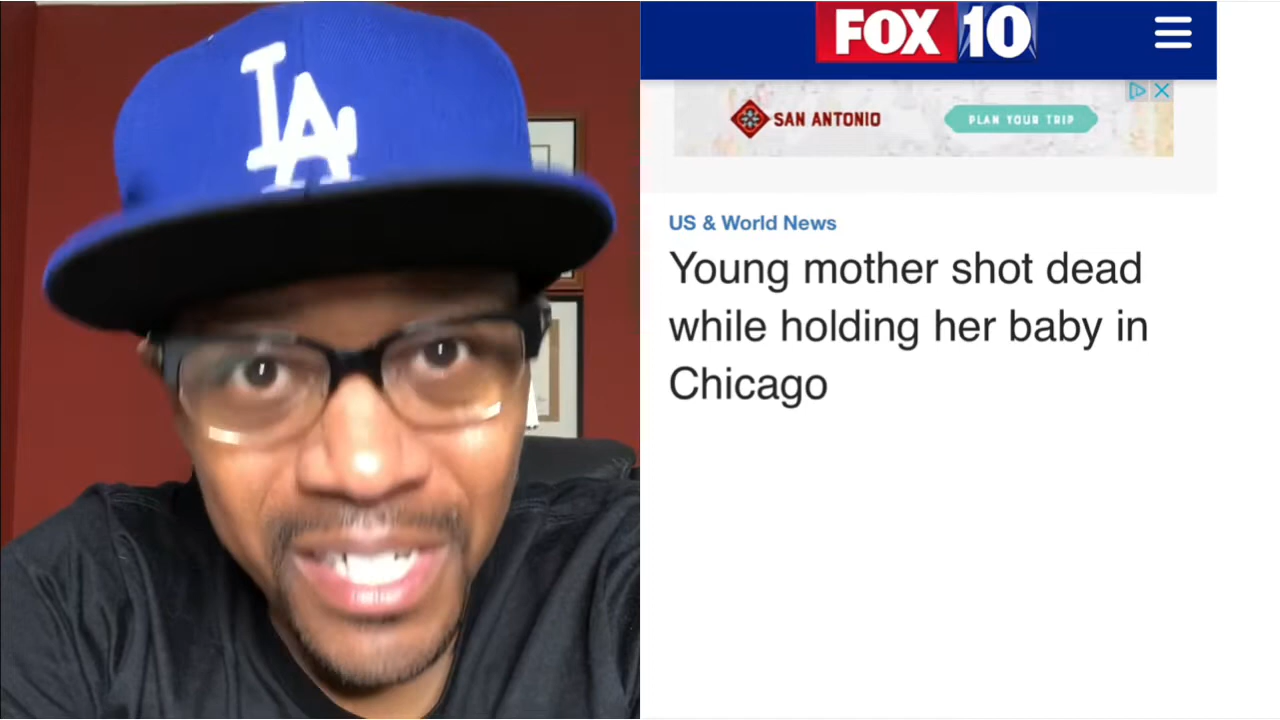 LA
FOX 10
SAN ANTONIO
PLAN YOUR TRIP
US & World News
Young mother shot dead
while holding her baby in
Chicago